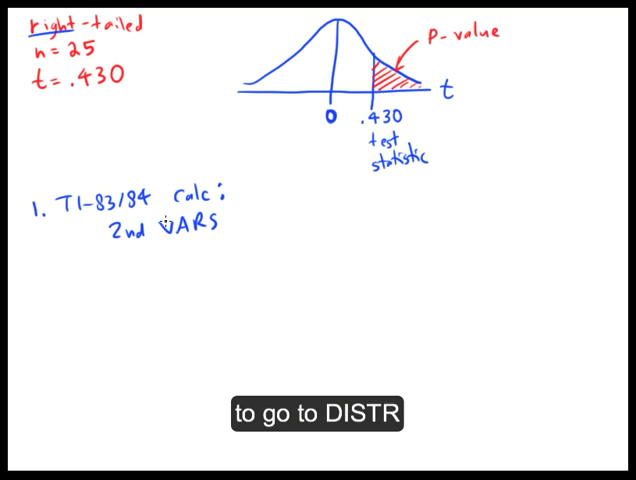 right-tailed
n = 25
t = .430
P-value
t
0
.430
test
statistic
1. TI-83/84 Calc:
2nd VARS
to go to DISTR